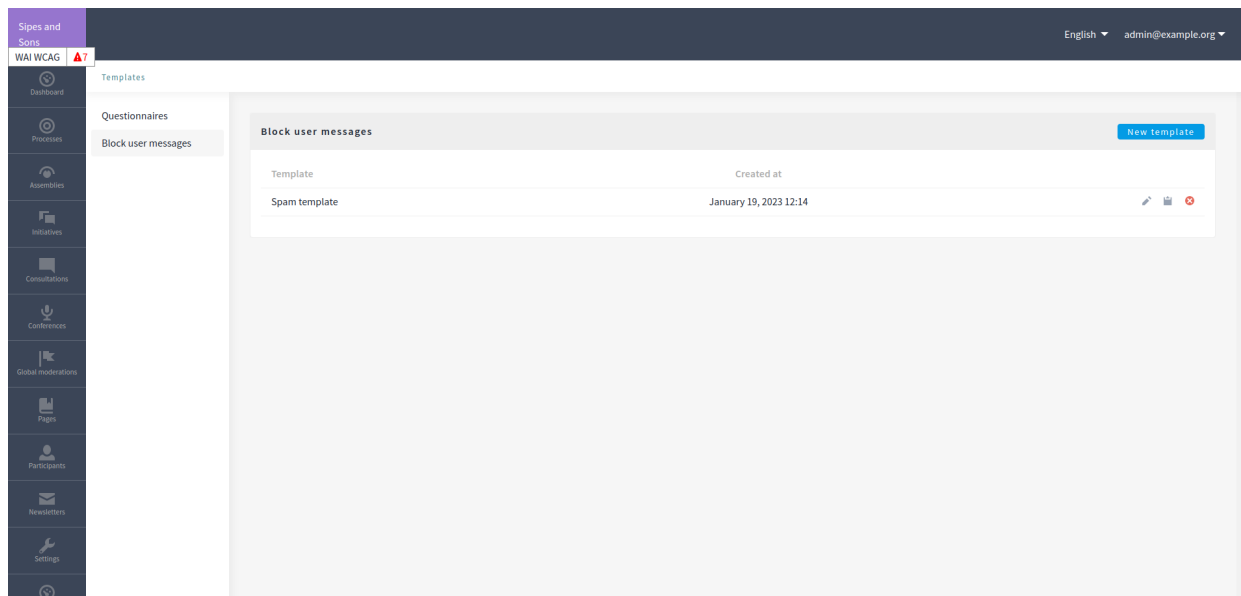 Sipes and
Sons
WAI WCAG 7
English admin@example.org
Dashboard
Processes
Assemblies
Initiatives
Consultations
Conferences
Global moderations
Pages
Participants
Newsletters
Settings
Templates
Questionnaires
Block user messages
Block user messages New template
Template Created at
Spam template January 19, 2023 12:14